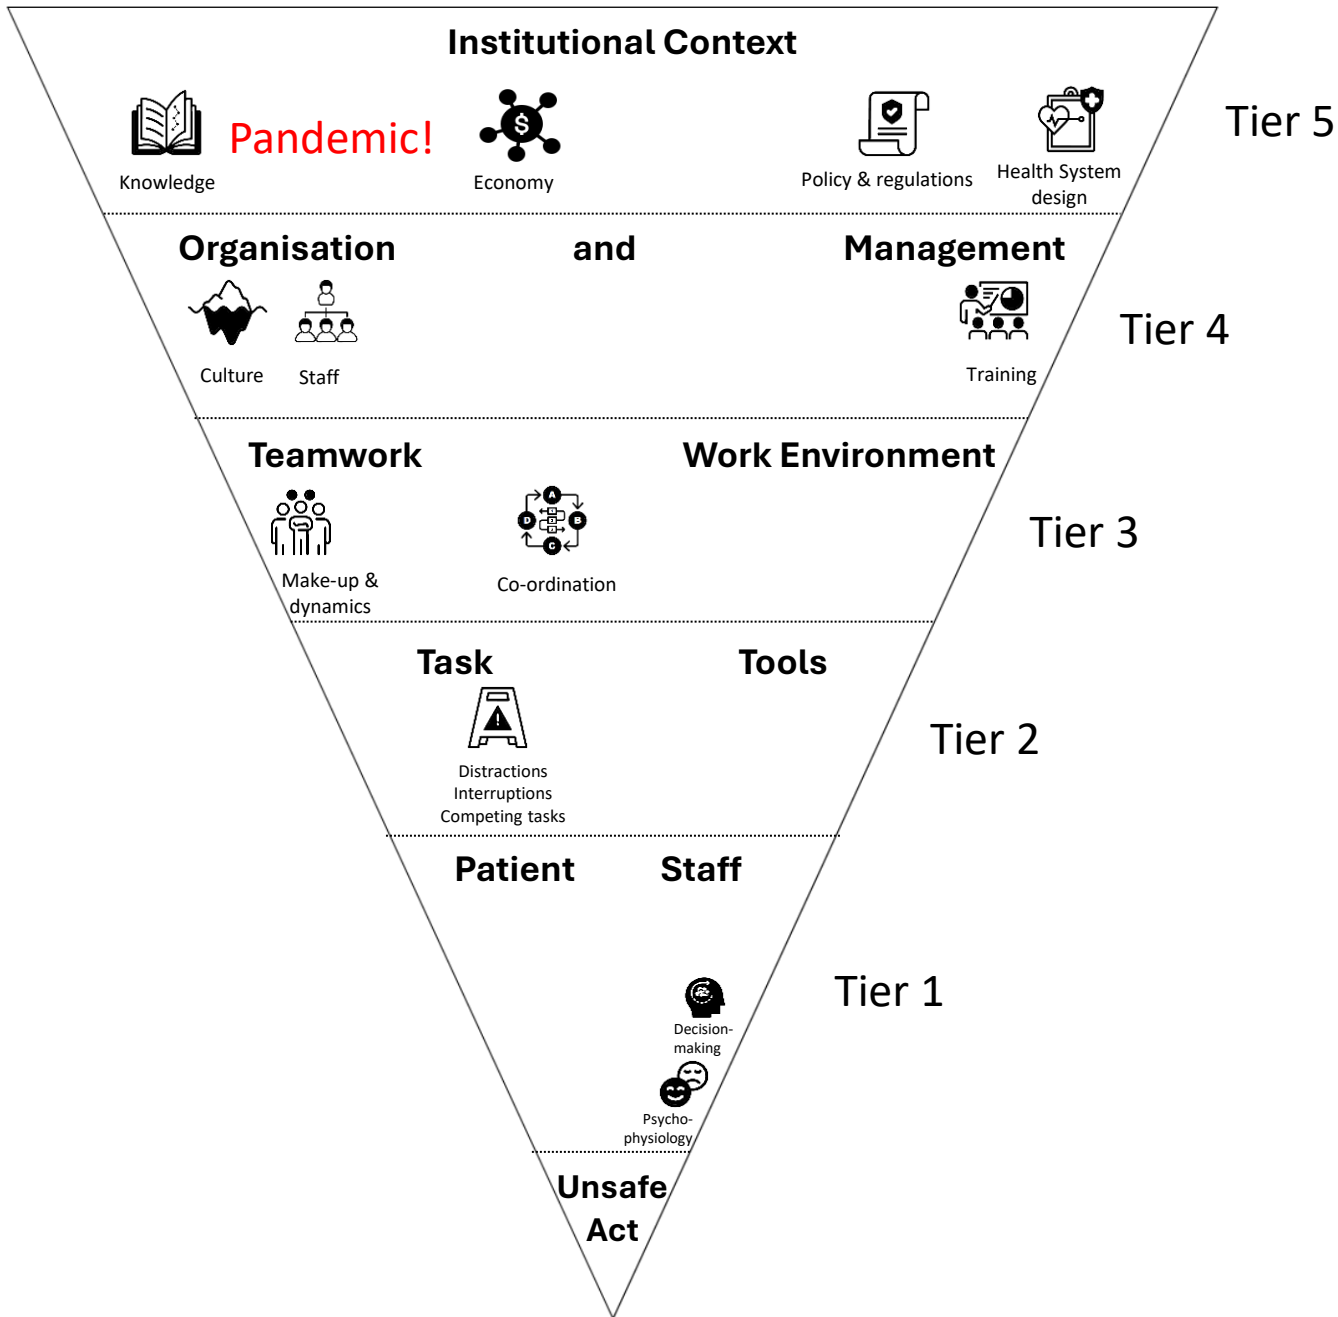 Institutional Context
Pandemic!
Knowledge
Economy
Policy & regulations
Health System
design
Tier 5
Organisation and Management
Culture
Staff
Training
Tier 4
Teamwork
Work Environment
A
B
C
D
Make-up &
dynamics
Co-ordination
Tier 3
Task
Tools
Distractions
Interruptions
Competing tasks
Tier 2
Patient
Staff
Decision-
making
Psycho-
physiology
Tier 1
Unsafe
Act